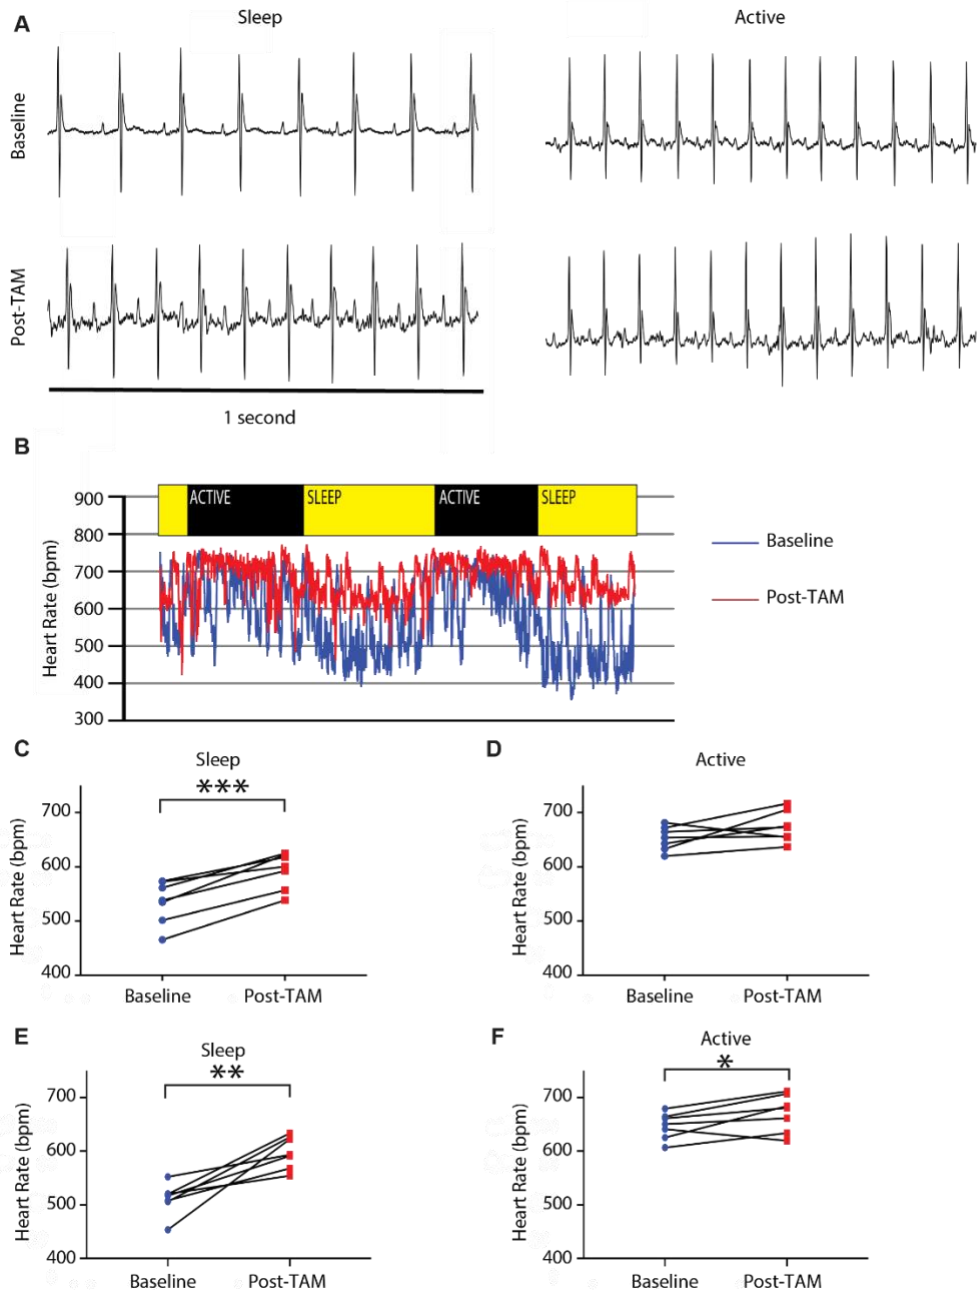 A
Sleep
Active
Baseline
Post-TAM
1 second
B
Heart Rate (bpm)
900
800
700
600
500
400
300
ACTIVE
SLEEP
ACTIVE
SLEEP
Baseline
Post-TAM
C
Sleep
***
Heart Rate (bpm)
700
600
500
400
Baseline
Post-TAM
D
Active
Heart Rate (bpm)
700
600
500
400
Baseline
Post-TAM
E
Sleep
**
Heart Rate (bpm)
700
600
500
400
Baseline
Post-TAM
F
Active
*
Heart Rate (bpm)
700
600
500
400
Baseline
Post-TAM